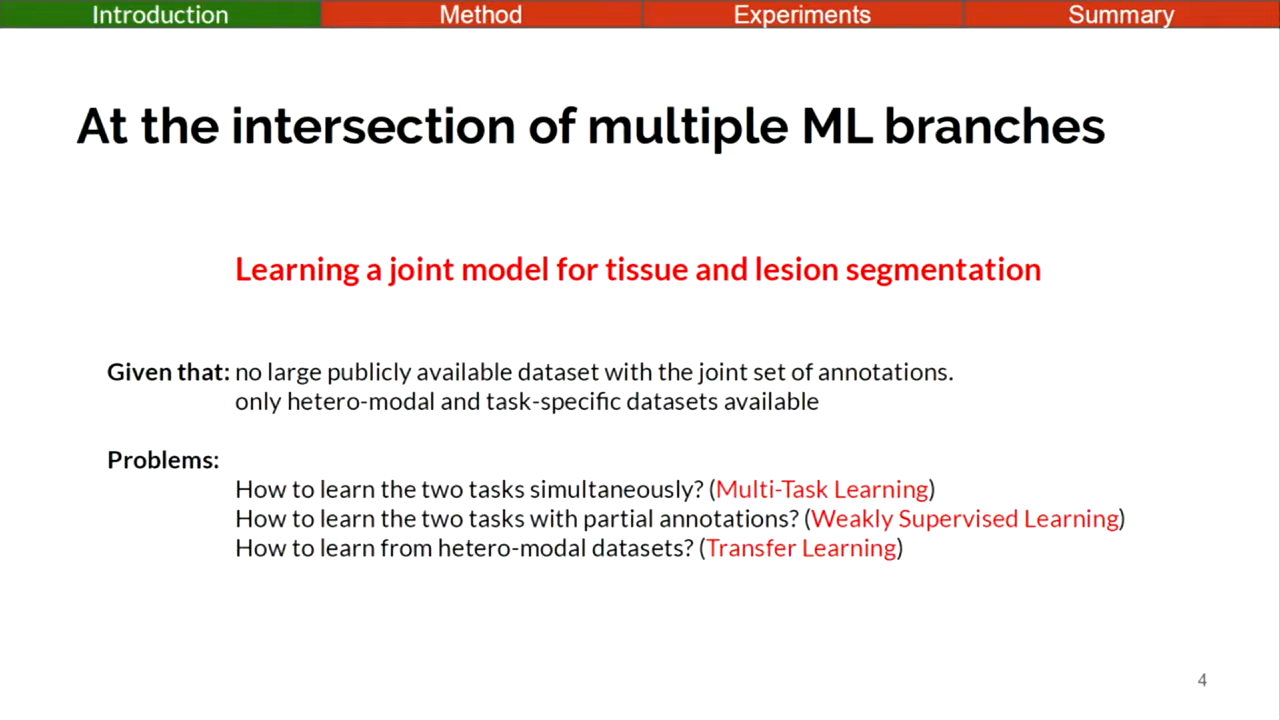 Introduction Method Experiments Summary
At the intersection of multiple ML branches
Learning a joint model for tissue and lesion segmentation
Given that: no large publicly available dataset with the joint set of annotations.
only hetero-modal and task-specific datasets available
Problems:
How to learn the two tasks simultaneously? (Multi-Task Learning)
How to learn the two tasks with partial annotations? (Weakly Supervised Learning)
How to learn from hetero-modal datasets? (Transfer Learning)
4